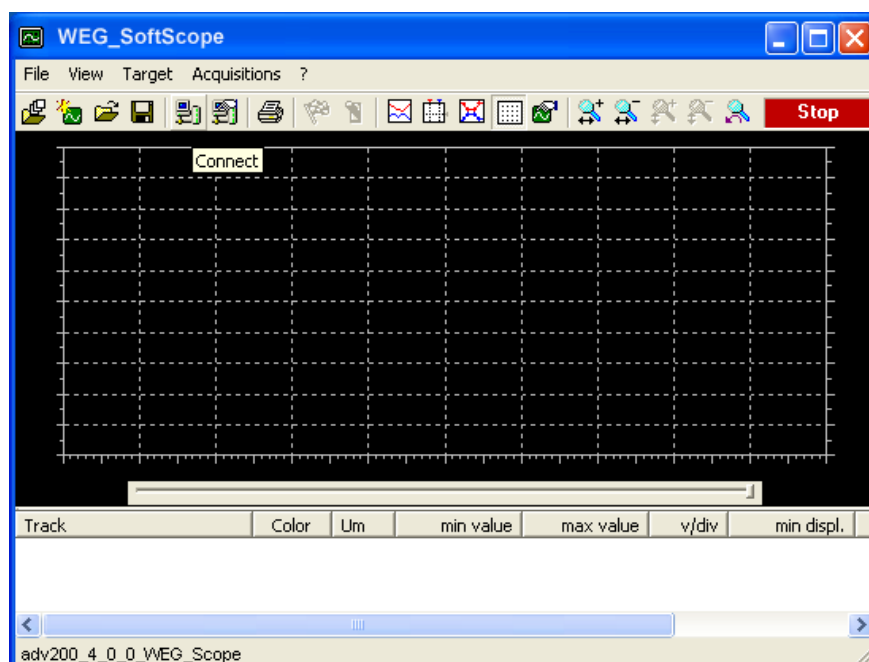 WEG_SoftScope
File View Target Acquisitions ?
Stop
Connect
Track Color Um min value max value v/div min displ.
adv200_4_0_0_WEG_Scope